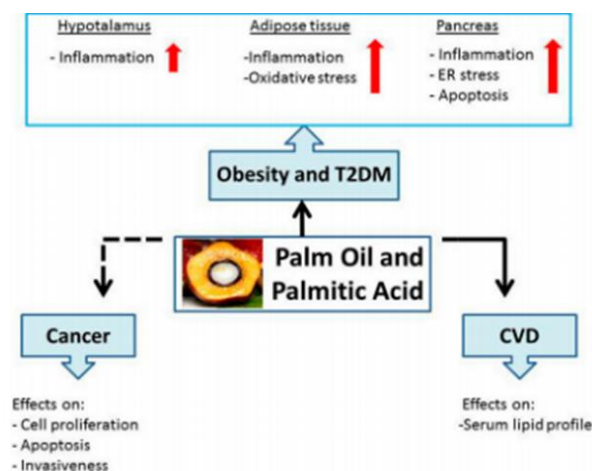 Hypotalamus
- Inflammation
Adipose tissue
-Inflammation
-Oxidative stress
Pancreas
- Inflammation
- ER stress
- Apoptosis
Obesity and T2DM
Palm Oil and
Palmitic Acid
Cancer
CVD
Effects on:
- Cell proliferation
- Apoptosis
- Invasiveness
Effects on:
-Serum lipid profile